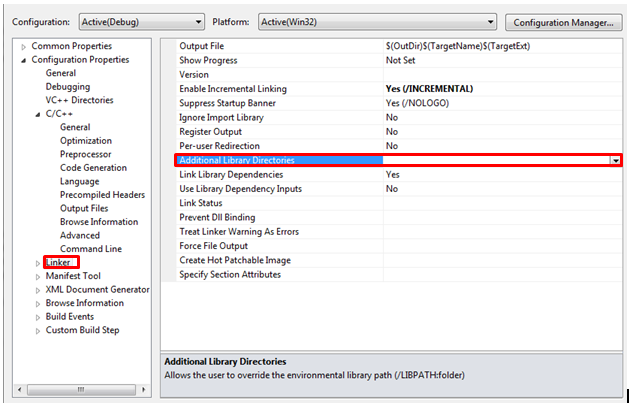 Configuration: Active(Debug) Platform: Active(Win32) Configuration Manager...
Common Properties
Configuration Properties
General
Debugging
VC++ Directories
C/C++
General
Optimization
Preprocessor
Code Generation
Language
Precompiled Headers
Output Files
Browse Information
Advanced
Command Line
Linker
Manifest Tool
XML Document Generator
Browse Information
Build Events
Custom Build Step
Output File $(OutDir)$(TargetName)$(TargetExt)
Show Progress Not Set
Version
Enable Incremental Linking Yes (/INCREMENTAL)
Suppress Startup Banner Yes (/NOLOGO)
Ignore Import Library No
Register Output No
Per-user Redirection No
Additional Library Directories
Link Library Dependencies Yes
Use Library Dependency Inputs No
Link Status
Prevent Dll Binding
Treat Linker Warning As Errors
Force File Output
Create Hot Patchable Image
Specify Section Attributes
Additional Library Directories
Allows the user to override the environmental library path (/LIBPATH:folder)